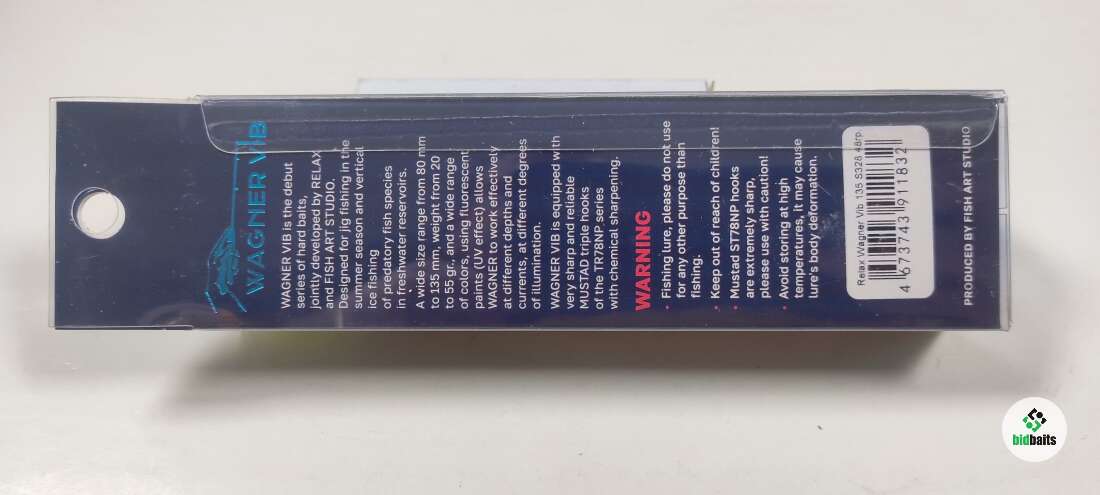 WAGNER VIB
WAGNER VIB is the debut
series of hard baits,
jointly developed by RELAX
and FISH ART STUDIO.
Designed for jig fishing in the
summer season and vertical
ice fishing
of predatory fish species
in freshwater reservoirs.
A wide size range from 80 mm
to 135 mm, weight from 20
to 55 gr. and a wide range
of colors, using fluorescent
paints (UV effect) allows
WAGNER to work effectively
at different depths and
currents, at different degrees
of illumination.
WAGNER VIB is equipped with
very sharp and reliable
MUSTAD triple hooks
of the TR78NP series
with chemical sharpening.
WARNING
• Fishing lure, please do not use
for any other purpose than
fishing.
• Keep out of reach of children!
• Mustad ST78NP hooks
are extremely sharp,
please use with caution!
• Avoid storing at high
temperatures, it may cause
lure's body deformation.
Relax Wagner Vib 135 S328 48гр.
4 673743 911832
PRODUCED BY FISH ART STUDIO
bidbaits